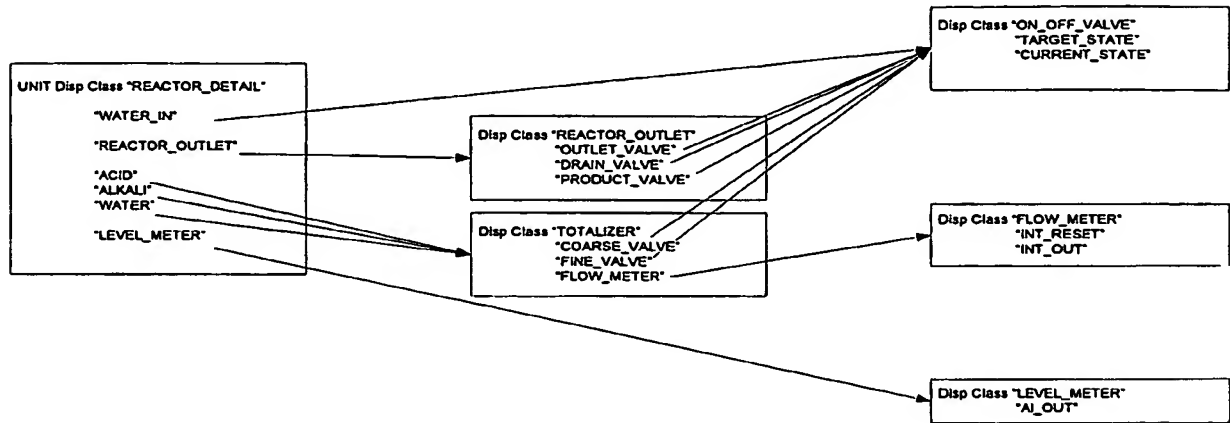 UNIT Disp Class "REACTOR_DETAIL"
"WATER_IN"
"REACTOR_OUTLET"
"ACID"
"ALKALI"
"WATER"
"LEVEL_METER"
Disp Class "REACTOR_OUTLET"
"OUTLET_VALVE"
"DRAIN_VALVE"
"PRODUCT_VALVE"
Disp Class "TOTALIZER"
"COARSE_VALVE"
"FINE_VALVE"
"FLOW_METER"
Disp Class "ON_OFF_VALVE"
"TARGET_STATE"
"CURRENT_STATE"
Disp Class "FLOW_METER"
"INT_RESET"
"INT_OUT"
Disp Class "LEVEL_METER"
"AI_OUT"